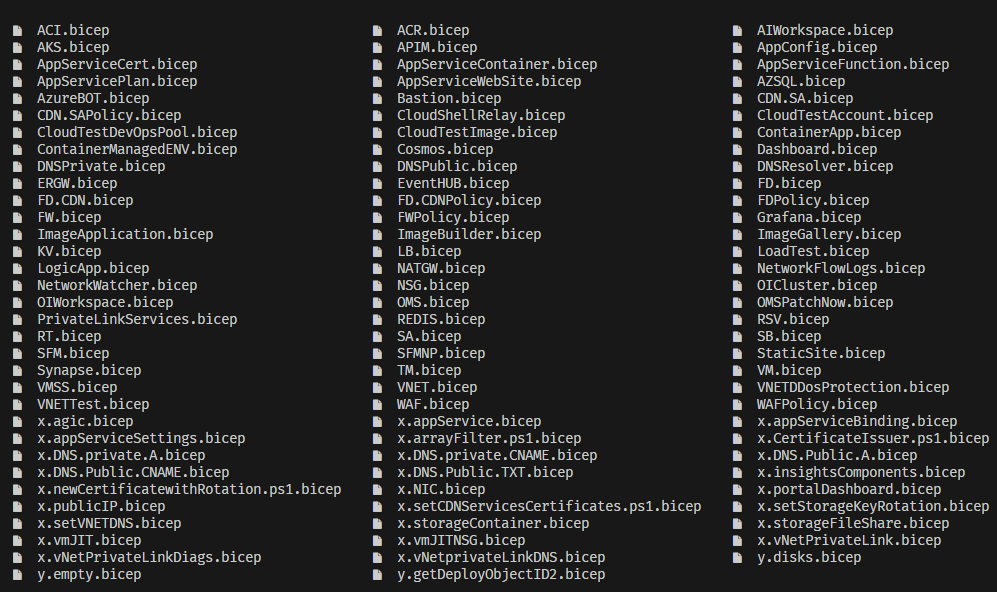 ACI.bicep ACR.bicep AIWorkspace.bicep
AKS.bicep APIM.bicep AppConfig.bicep
AppServiceCert.bicep AppServiceContainer.bicep AppServiceFunction.bicep
AppServicePlan.bicep AppServiceWebSite.bicep AZSQL.bicep
AzureBOT.bicep Bastion.bicep CDN.SA.bicep
CDN.SAPolicy.bicep CloudShellRelay.bicep CloudTestAccount.bicep
CloudTestDevOpsPool.bicep CloudTestImage.bicep ContainerApp.bicep
ContainerManagedENV.bicep Cosmos.bicep Dashboard.bicep
DNSPrivate.bicep DNSPublic.bicep DNSResolver.bicep
ERGW.bicep EventHUB.bicep FD.bicep
FD.CDN.bicep FD.CDNPolicy.bicep FDPolicy.bicep
FW.bicep FWPolicy.bicep Grafana.bicep
ImageApplication.bicep ImageBuilder.bicep ImageGallery.bicep
KV.bicep LB.bicep LoadTest.bicep
LogicApp.bicep NATGW.bicep NetworkFlowLogs.bicep
NetworkWatcher.bicep NSG.bicep OICluster.bicep
OIWorkspace.bicep OMS.bicep OMSPatchNow.bicep
PrivateLinkServices.bicep REDIS.bicep RSV.bicep
RT.bicep SA.bicep SB.bicep
SFM.bicep SFMNP.bicep StaticSite.bicep
Synapse.bicep TM.bicep VM.bicep
VMSS.bicep VNET.bicep VNETDDosProtection.bicep
VNETTest.bicep WAF.bicep WAFPolicy.bicep
x.agic.bicep x.appService.bicep x.appServiceBinding.bicep
x.appServiceSettings.bicep x.arrayFilter.ps1.bicep x.CertificateIssuer.ps1.bicep
x.DNS.private.A.bicep x.DNS.private.CNAME.bicep x.DNS.Public.A.bicep
x.DNS.Public.CNAME.bicep x.DNS.Public.TXT.bicep x.insightsComponents.bicep
x.newCertificatewithRotation.ps1.bicep x.NIC.bicep x.portalDashboard.bicep
x.publicIP.bicep x.setCDNServicesCertificates.ps1.bicep x.setStorageKeyRotation.bicep
x.setVNETDNS.bicep x.storageContainer.bicep x.storageFileShare.bicep
x.vmJIT.bicep x.vmJITNSG.bicep x.vNetPrivateLink.bicep
x.vNetPrivateLinkDiags.bicep x.vNetprivateLinkDNS.bicep y.disks.bicep
y.empty.bicep y.getDeployObjectID2.bicep